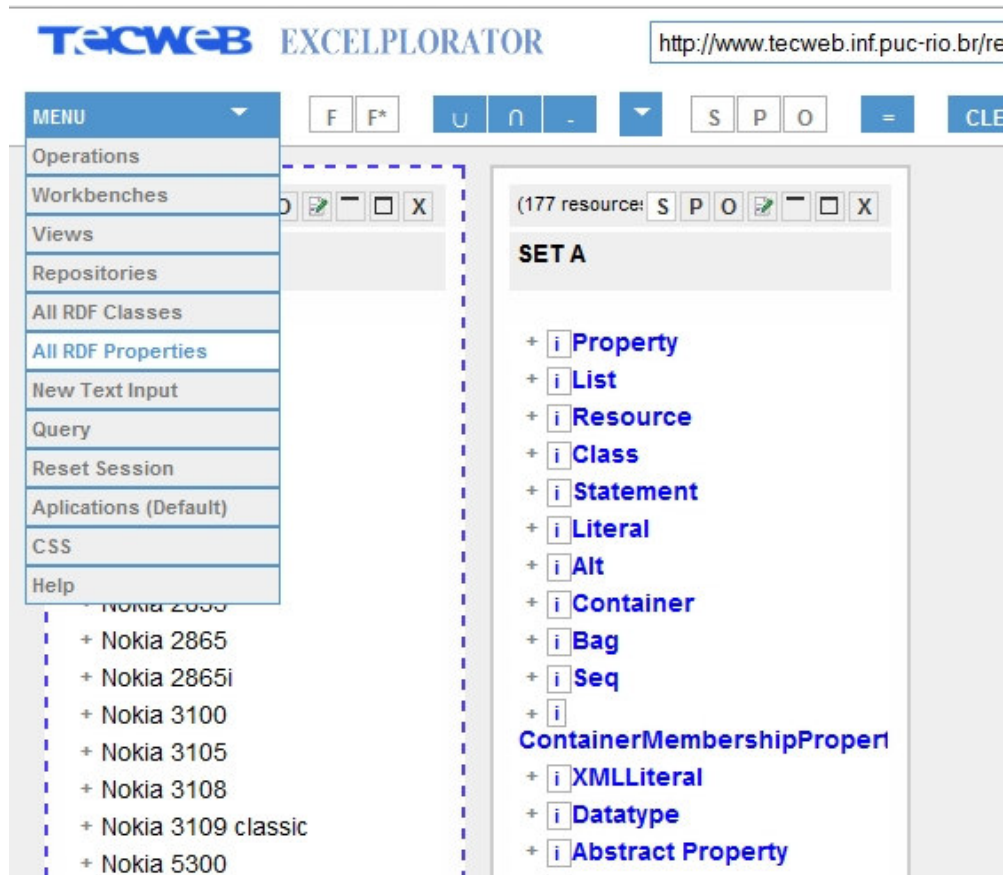 TecWeb EXCELPLORATOR http://www.tecweb.inf.puc-rio.br/re
MENU F F* ∪ ∩ - S P O = CLE
Operations
Workbenches
Views
Repositories
All RDF Classes
All RDF Properties
New Text Input
Query
Reset Session
Aplications (Default)
CSS
Help
O X
Nokia 2855
+ Nokia 2865
+ Nokia 2865i
+ Nokia 3100
+ Nokia 3105
+ Nokia 3108
+ Nokia 3109 classic
+ Nokia 5300
(177 resource: S P O X
SET A
+ i Property
+ i List
+ i Resource
+ i Class
+ i Statement
+ i Literal
+ i Alt
+ i Container
+ i Bag
+ i Seq
+ i
ContainerMembershipPropert
+ i XMLLiteral
+ i Datatype
+ i Abstract Property